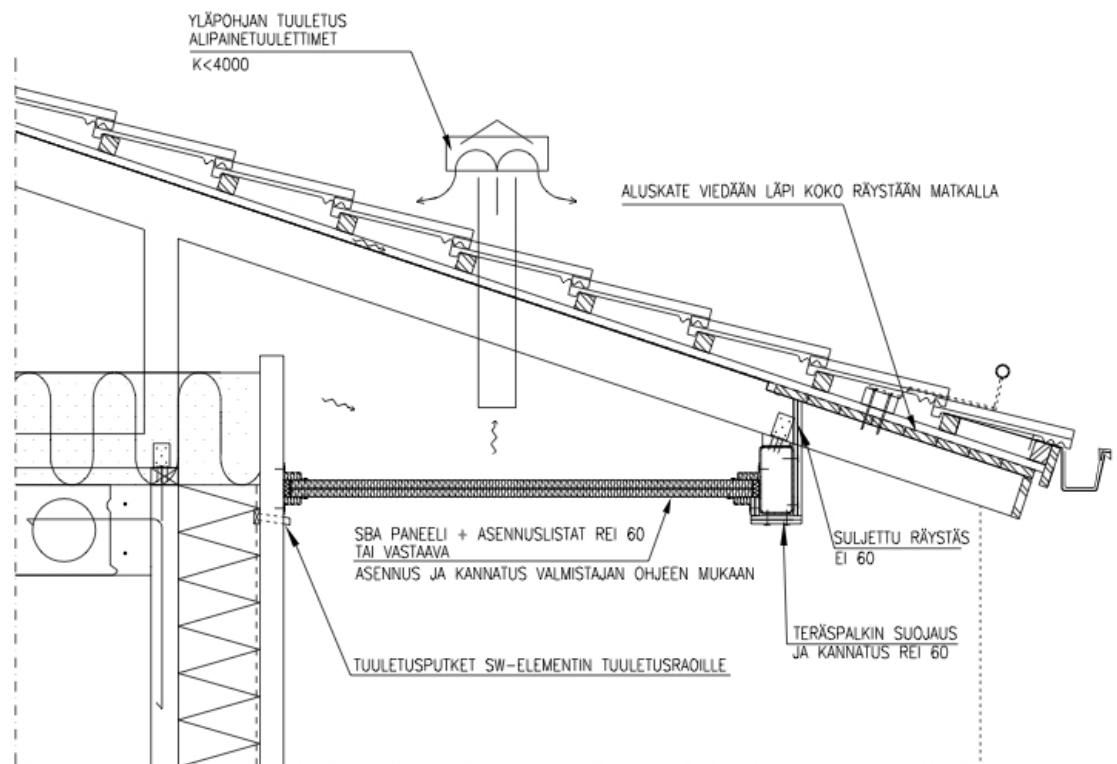 YLÄPOHJAN TUULETUS
ALIPAINETUULETTIMET
K<4000
ALUSKATE VIEDÄÄN LÄPI KOKO RÄYSTÄÄN MATKALLA
SBA PANEELI + ASENNUSLISTAT REI 60
TAI VASTAAVA
ASENNUS JA KANNATUS VALMISTAJAN OHJEEN MUKAAN
SULJETTU RÄYSTÄS
EI 60
TERÄSPALKIN SUOJAUS
JA KANNATUS REI 60
TUULETUSPUTKET SW-ELEMENTIN TUULETUSRAOILLE